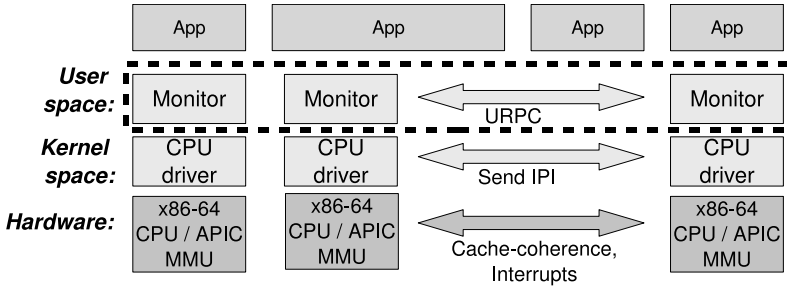 App App App App
User
space:
Monitor Monitor Monitor
URPC
Kernel
space:
CPU
driver
CPU
driver
CPU
driver
Send IPI
Hardware:
x86-64
CPU / APIC
MMU
x86-64
CPU / APIC
MMU
x86-64
CPU / APIC
MMU
Cache-coherence,
Interrupts